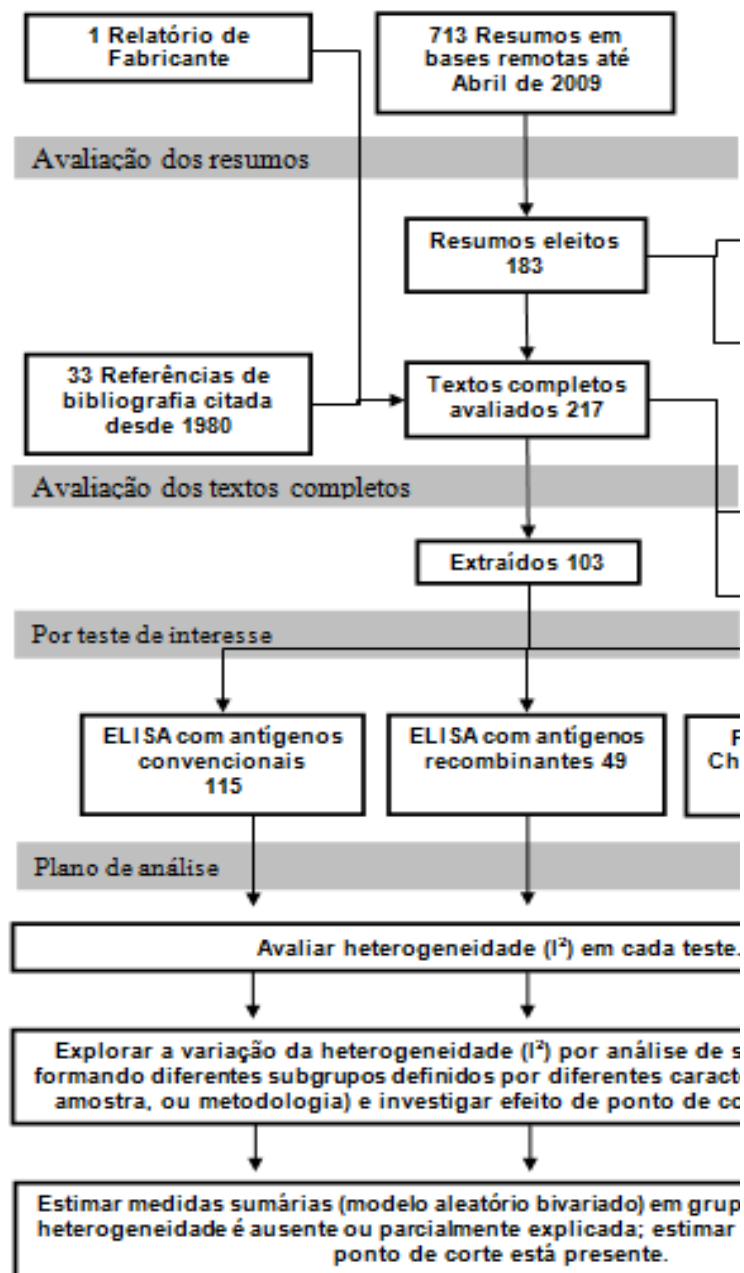 1 Relatório de
Fabricante
713 Resumos em
bases remotas até
Abril de 2009
Avaliação dos resumos
Resumos eleitos
183
33 Referências de
bibliografia citada
desde 1980
Textos completos
avaliados 217
Avaliação dos textos completos
Extraídos 103
Por teste de interesse
ELISA com antígenos
convencionais
115
ELISA com antígenos
recombinantes 49
Plano de análise
Avaliar heterogeneidade (I²) em cada teste.
Explorar a variação da heterogeneidade (I²) por análise de
formando diferentes subgrupos definidos por diferentes
amostra, ou metodologia) e investigar efeito de ponto de
Estimar medidas sumárias (modelo aleatório bivariado) em
heterogeneidade é ausente ou parcialmente explicada; estimar
ponto de corte está presente.